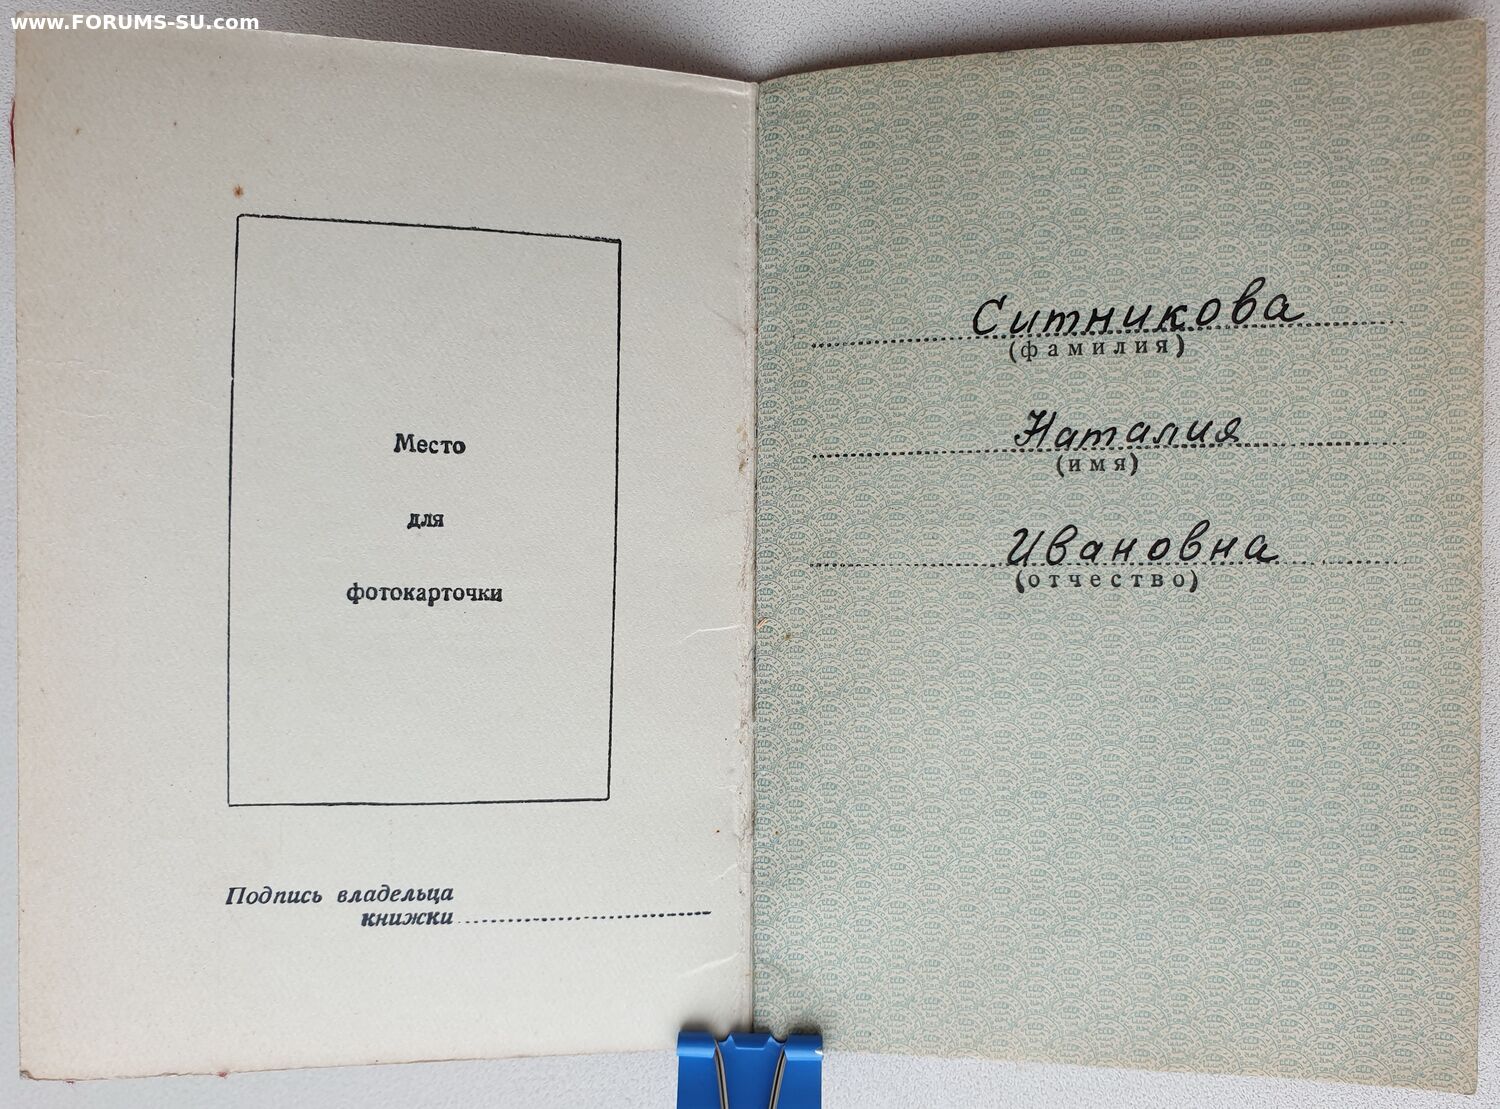 www.FORUMS-SU.com
Место
для
фотокарточки
Подпись владельца
книжки
Ситникова
(фамилия)
Наталия
(имя)
Ивановна
(отчество)